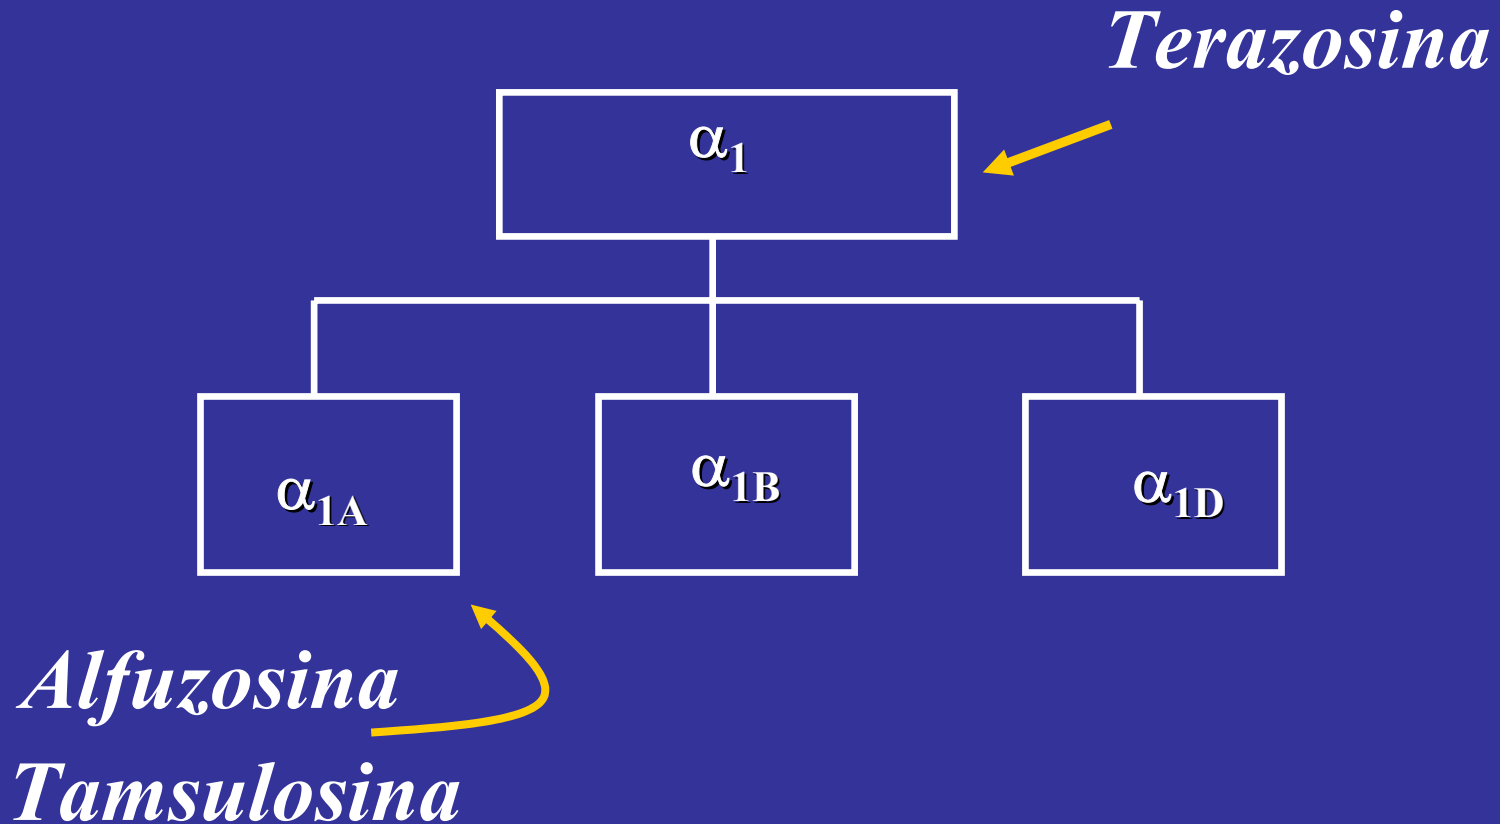 Terazosina
α1
α1A
α1B
α1D
Alfuzosina
Tamsulosina